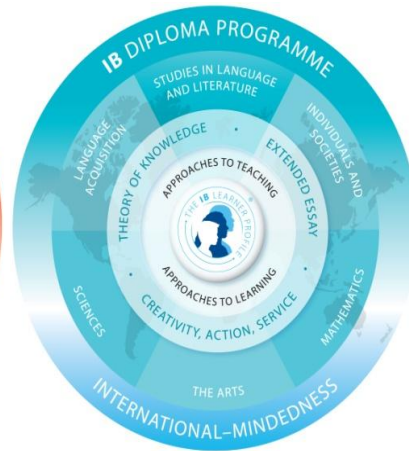 IB DIPLOMA PROGRAMME
STUDIES IN LANGUAGE
AND LITERATURE
LANGUAGE
ACQUISITION
INDIVIDUALS AND
SOCIETIES
THEORY OF KNOWLEDGE
EXTENDED ESSAY
APPROACHES TO TEACHING
THE IB LEARNER PROFILE
APPROACHES TO LEARNING
CREATIVITY, ACTION, SERVICE
SCIENCES
MATHEMATICS
THE ARTS
INTERNATIONAL–MINDEDNESS